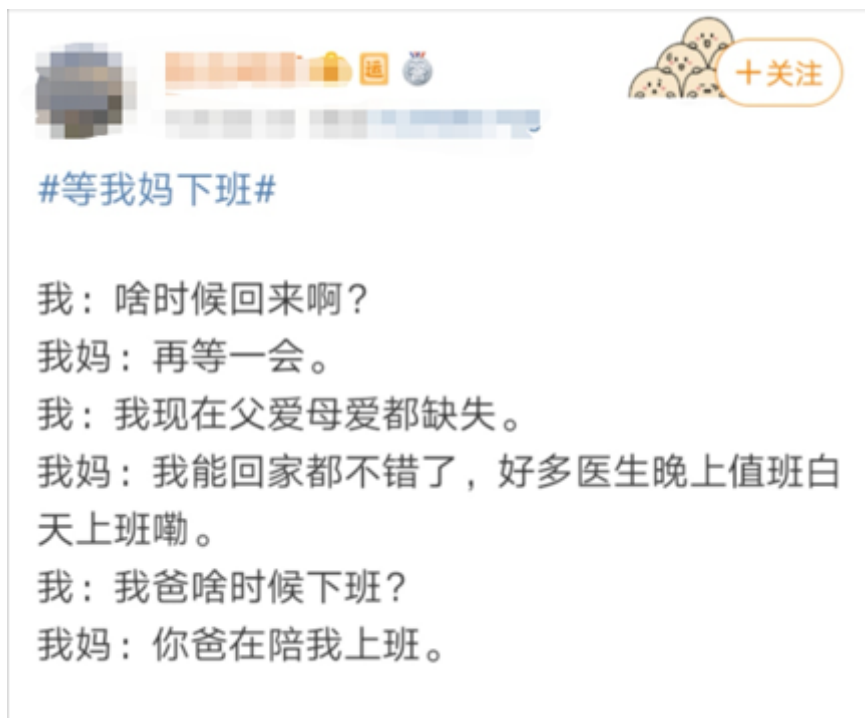 运
+关注
#等我妈下班#
我：啥时候回来啊？
我妈：再等一会。
我：我现在父爱母爱都缺失。
我妈：我能回家都不错了，好多医生晚上值班白
天上班嘞。
我：我爸啥时候下班？
我妈：你爸在陪我上班。